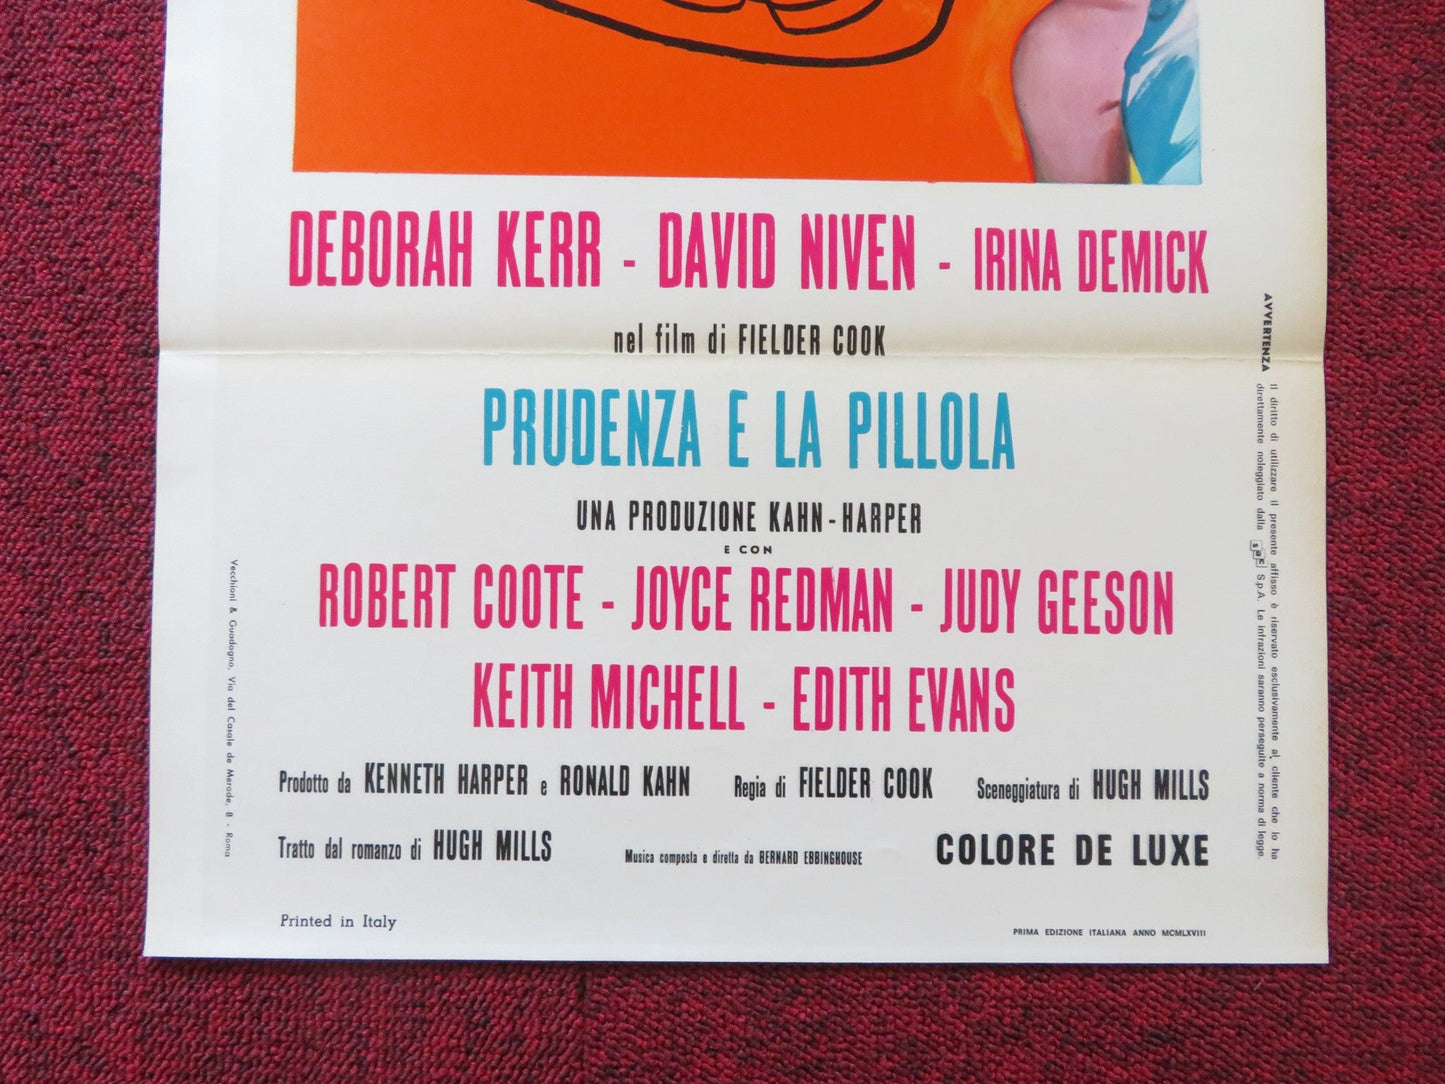 DEBORAH KERR - DAVID NIVEN - IRINA DEMICK
nel film di FIELDER COOK
PRUDENZA E LA PILLOLA
UNA PRODUZIONE KAHN-HARPER
E CON
ROBERT COOTE - JOYCE REDMAN - JUDY GEESON
KEITH MICHELL - EDITH EVANS
Prodotto da KENNETH HARPER e RONALD KAHN Regia di FIELDER COOK Sceneggiatura di HUGH MILLS
Tratto dal romanzo di HUGH MILLS Musica composta e diretta da BERNARD EBBINGHOUSE COLORE DE LUXE
Printed in Italy
PRIMA EDIZIONE ITALIANA ANNO MCMLXVIII
Vecchioni & Guadagno, Via del Casale de Merode, 8 - Roma
AVVERTENZA Il diritto di utilizzare il presente affisso è riservato esclusivamente al cliente che lo ha
direttamente noleggiato dalla sac S.p.A. Le infrazioni saranno perseguite a norma di legge.